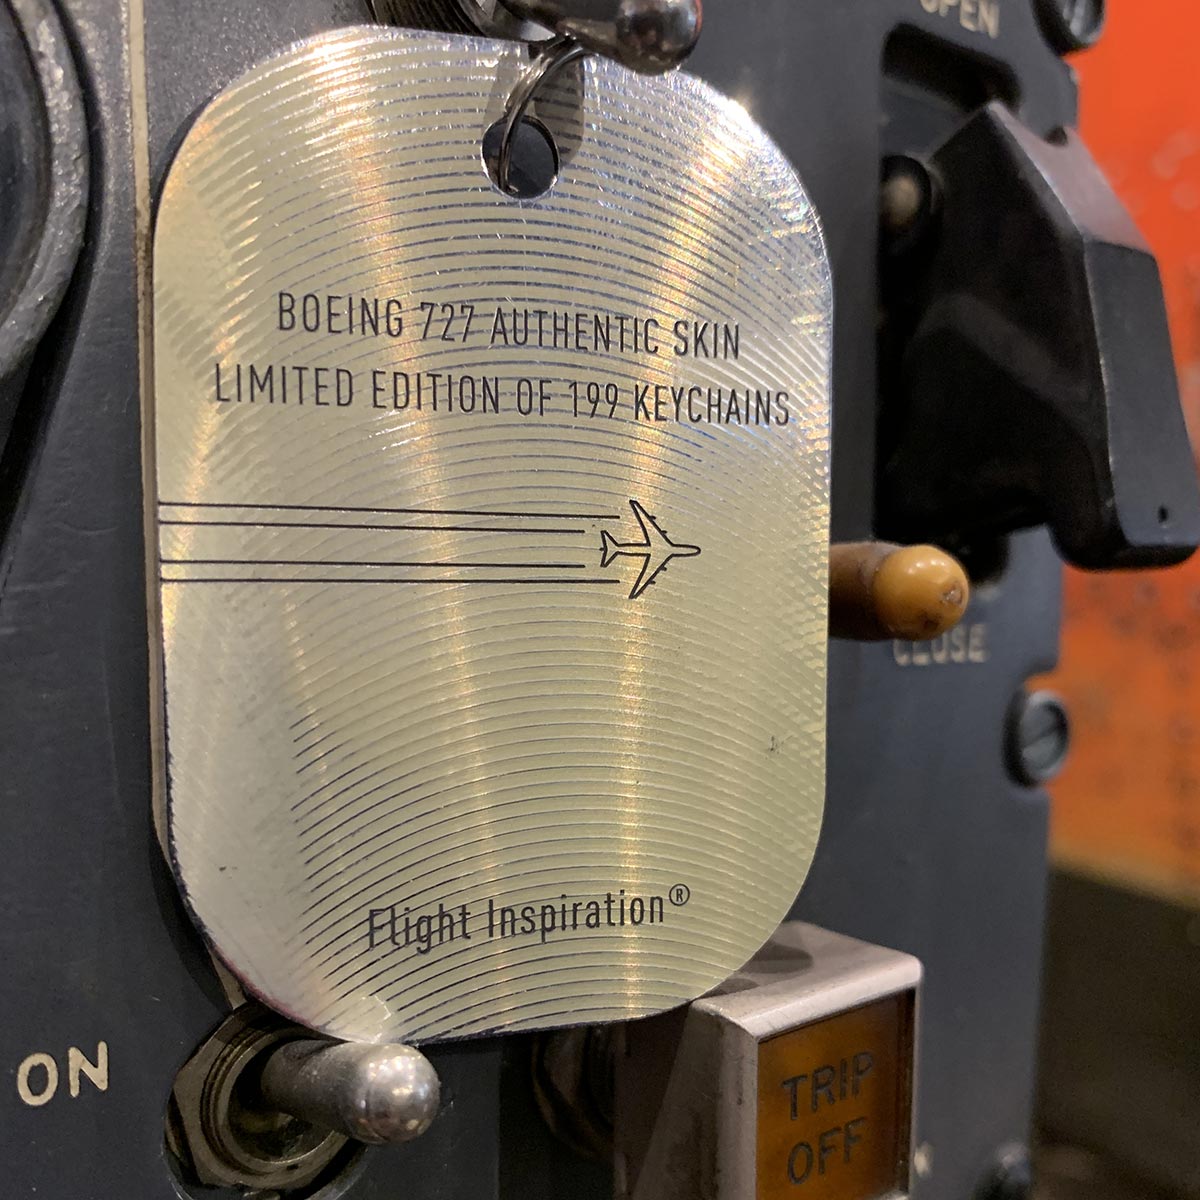 OPEN
BOEING 727 AUTHENTIC SKIN
LIMITED EDITION OF 199 KEYCHAINS
CLOSE
Flight Inspiration®
ON
TRIP
OFF